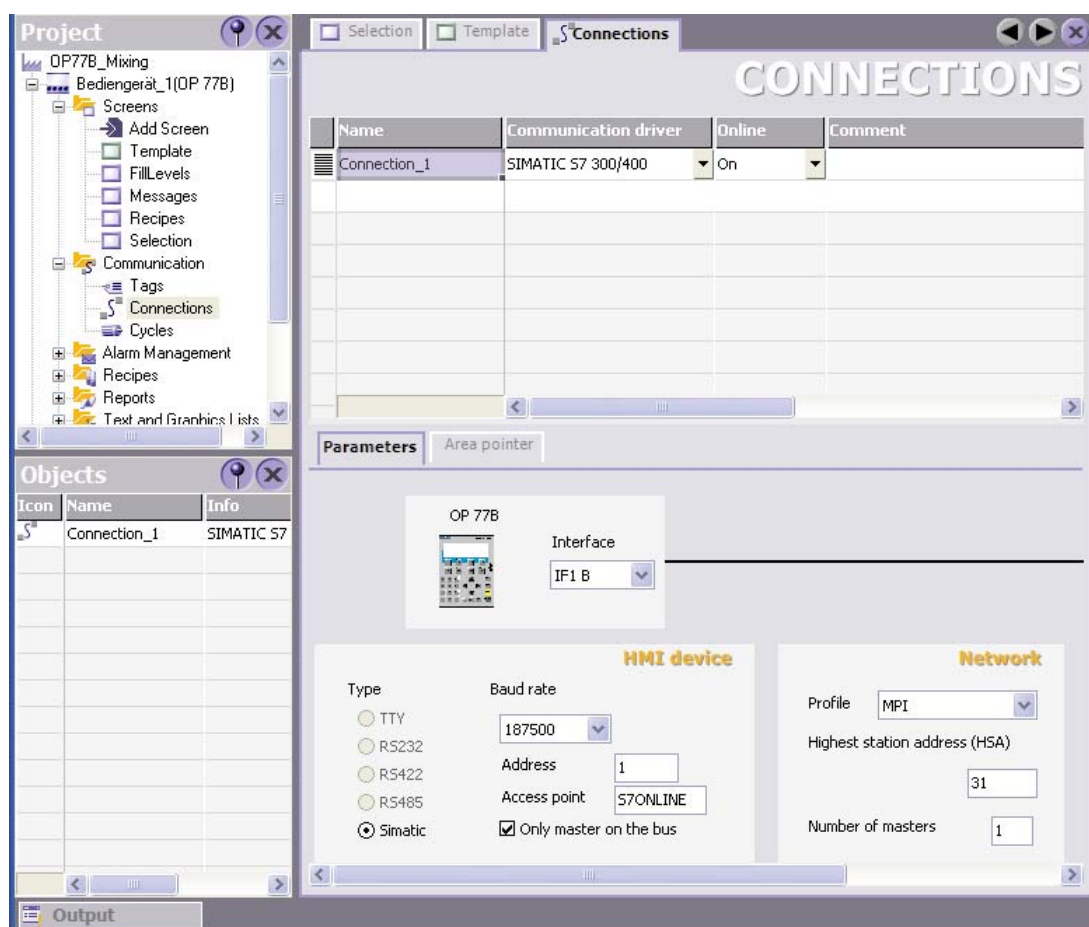 Project
OP77B_Mixing
Bediengerät_1(OP 77B)
Screens
Add Screen
Template
FillLevels
Messages
Recipes
Selection
Communication
Tags
Connections
Cycles
Alarm Management
Recipes
Reports
Text and Graphics Lists
Objects
Icon Name Info
Connection_1 SIMATIC S7
Output
Selection Template Connections
CONNECTIONS
Name Communication driver Online Comment
Connection_1 SIMATIC S7 300/400 On
Parameters Area pointer
OP 77B
Interface
IF1 B
HMI device
Type Baud rate
TTY
187500
RS232
Address 1
RS422
Access point S7ONLINE
RS485
Simatic Only master on the bus
Network
Profile MPI
Highest station address (HSA)
31
Number of masters 1